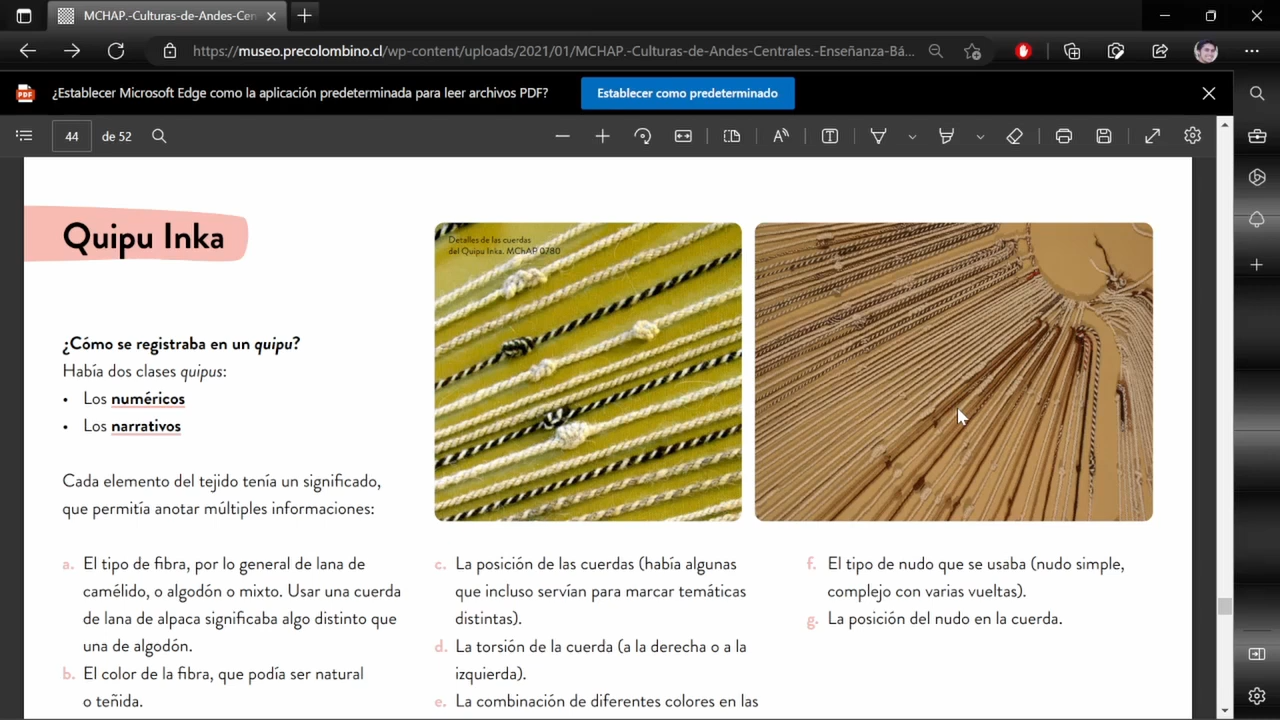 MCHAP.-Culturas-de-Andes-Cen
https://museo.precolombino.cl/wp-content/uploads/2021/01/MCHAP.-Culturas-de-Andes-Centrales.-Enseñanza-Bá...
¿Establecer Microsoft Edge como la aplicación predeterminada para leer archivos PDF?
Establecer como predeterminado
44 de 52
Quipu Inka
Detalles de las cuerdas
del Quipu Inka. MChAP 0780
¿Cómo se registraba en un quipu?
Había dos clases quipus:
• Los numéricos
• Los narrativos
Cada elemento del tejido tenía un significado,
que permitía anotar múltiples informaciones:
a. El tipo de fibra, por lo general de lana de
camélido, o algodón o mixto. Usar una cuerda
de lana de alpaca significaba algo distinto que
una de algodón.
b. El color de la fibra, que podía ser natural
o teñida.
c. La posición de las cuerdas (había algunas
que incluso servían para marcar temáticas
distintas).
d. La torsión de la cuerda (a la derecha o a la
izquierda).
e. La combinación de diferentes colores en las
f. El tipo de nudo que se usaba (nudo simple,
complejo con varias vueltas).
g. La posición del nudo en la cuerda.